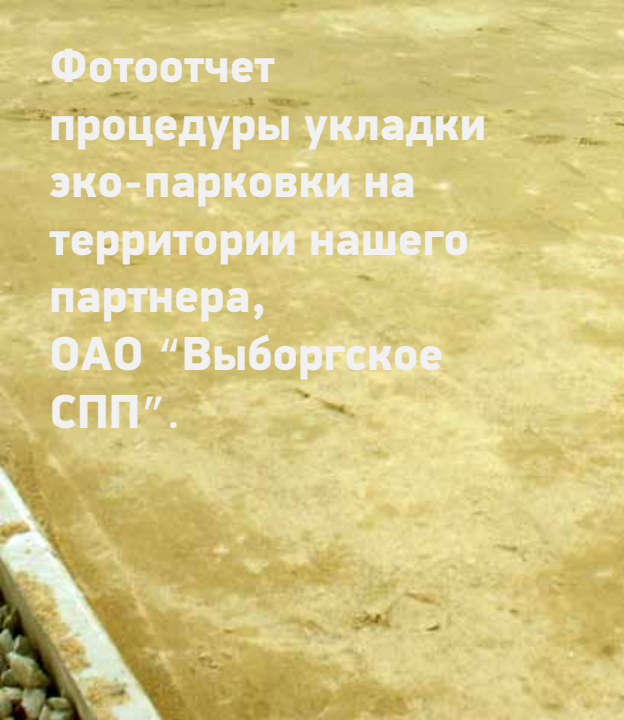 Фотоотчет
процедуры укладки
эко-парковки на
территории нашего
партнера,
ОАО “Выборгское
СПП”.